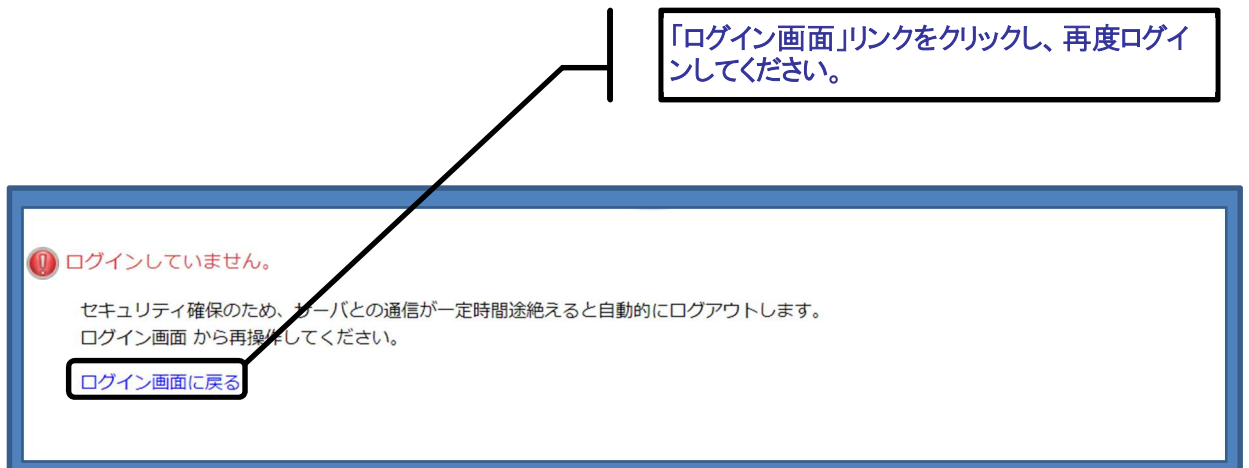 「ログイン画面」リンクをクリックし、再度ログイ
ンしてください。
ログインしていません。
セキュリティ確保のため、サーバとの通信が一定時間途絶えると自動的にログアウトします。
ログイン画面 から再操作してください。
ログイン画面に戻る